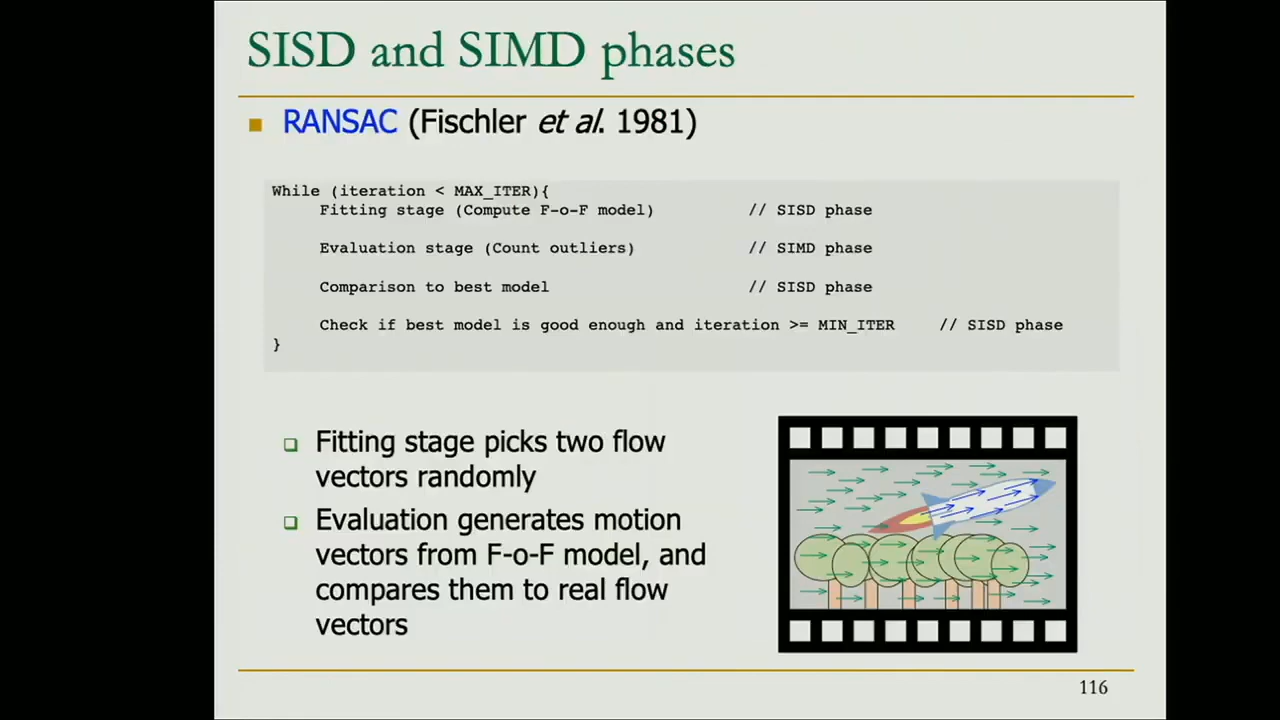 SISD and SIMD phases
RANSAC (Fischler et al. 1981)
While (iteration < MAX_ITER){
Fitting stage (Compute F-o-F model) // SISD phase
Evaluation stage (Count outliers) // SIMD phase
Comparison to best model // SISD phase
Check if best model is good enough and iteration >= MIN_ITER // SISD phase
}
Fitting stage picks two flow
vectors randomly
Evaluation generates motion
vectors from F-o-F model, and
compares them to real flow
vectors
116